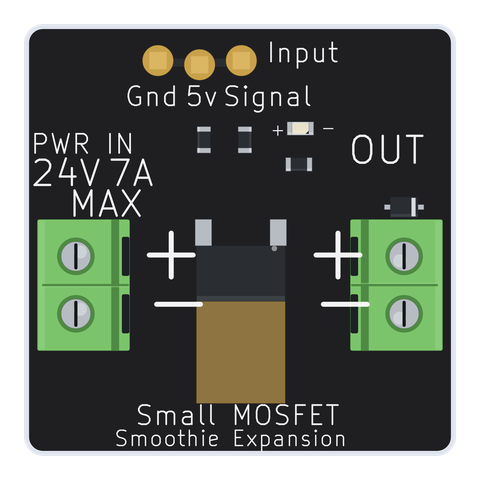 Input
Gnd 5v Signal
+ −
PWR IN
24V 7A
MAX
OUT
+ +
− −
Small MOSFET
Smoothie Expansion